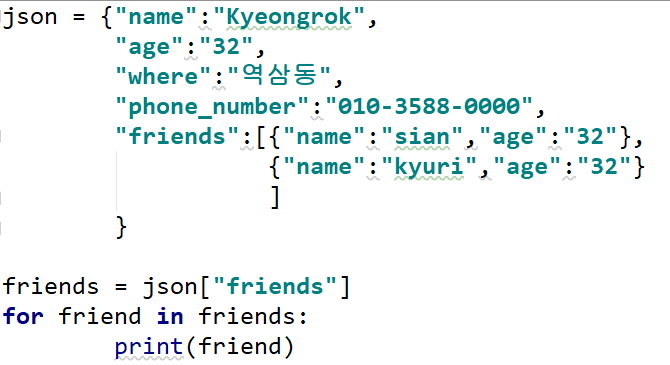 json = {"name":"Kyeongrok",
"age":"32",
"where":"역삼동",
"phone_number":"010-3588-0000",
"friends":[{"name":"sian","age":"32"},
{"name":"kyuri","age":"32"}
]
}
friends = json["friends"]
for friend in friends:
print(friend)